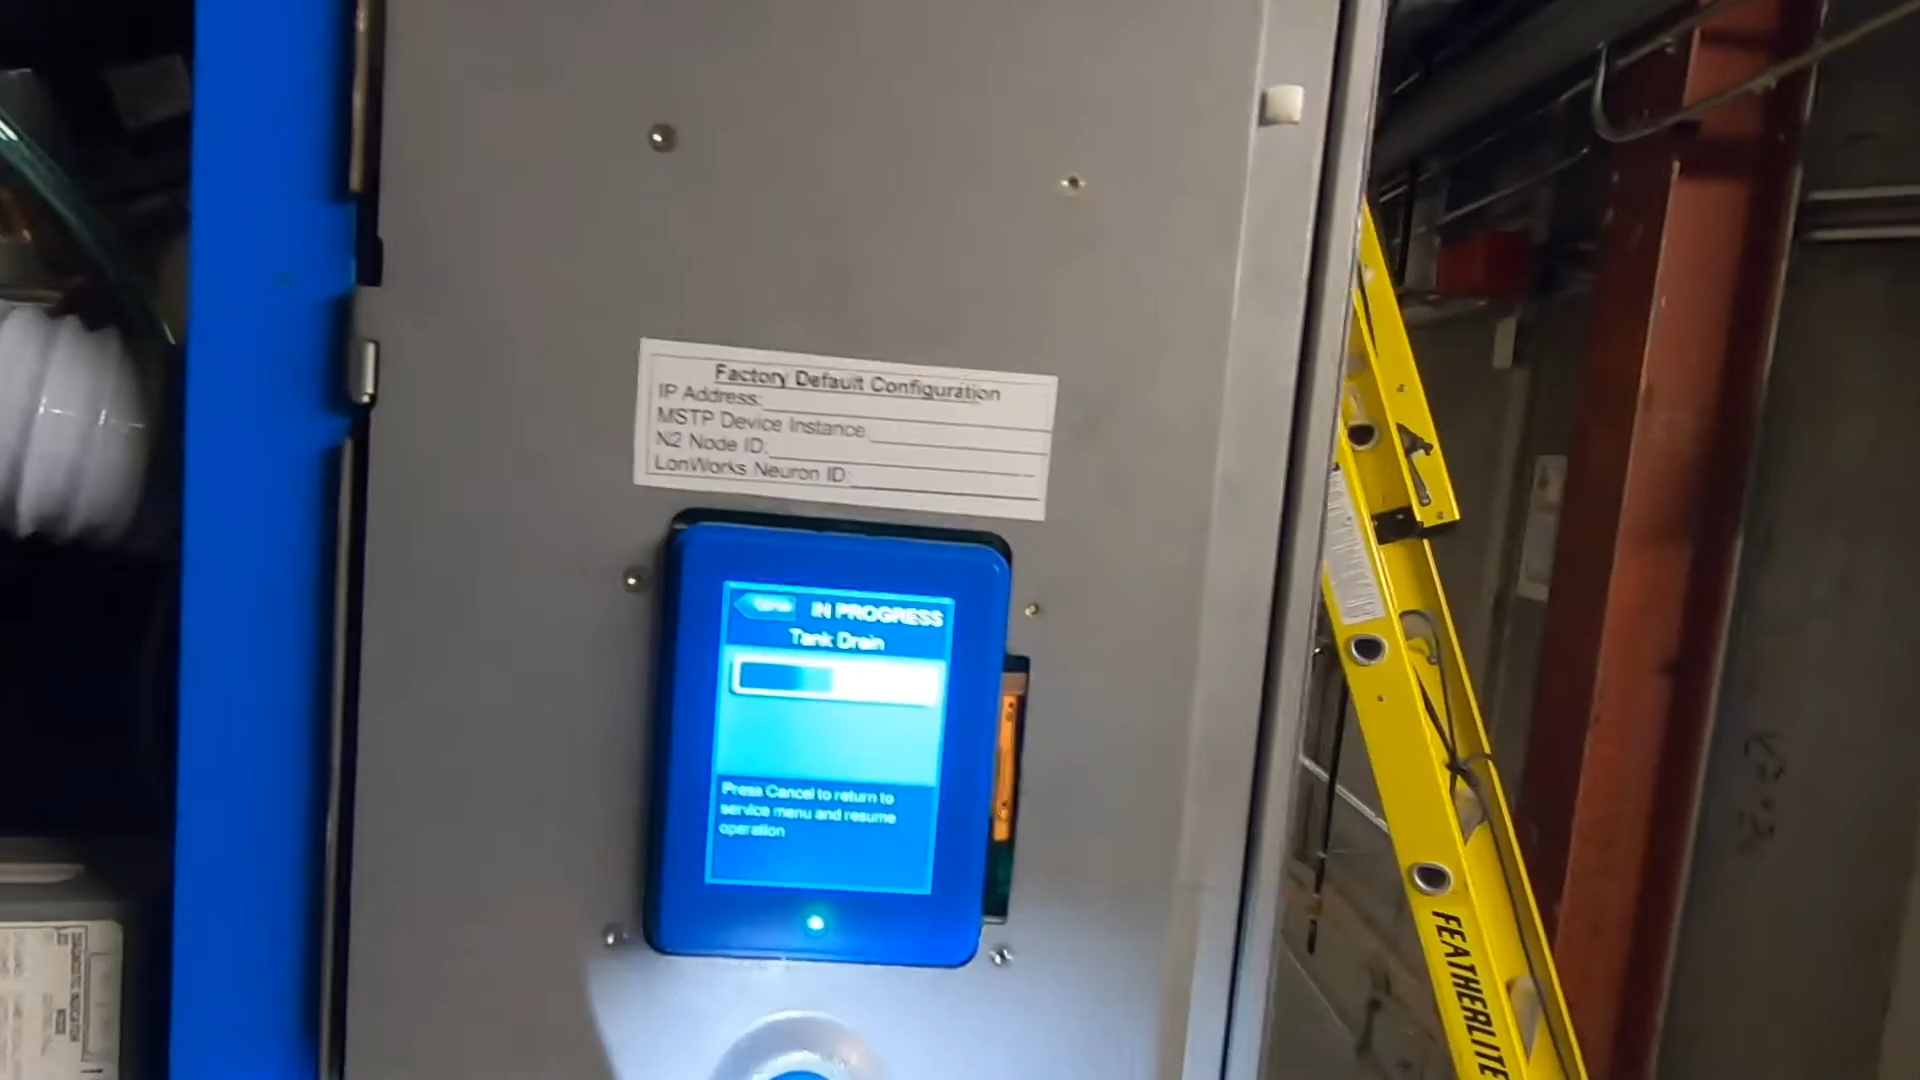 Factory Default Configuration
IP Address:
MSTP Device Instance
N2 Node ID:
LonWorks Neuron ID:
IN PROGRESS
Tank Drain
Press Cancel to return to
service menu and resume
operation
FEATHERLITE